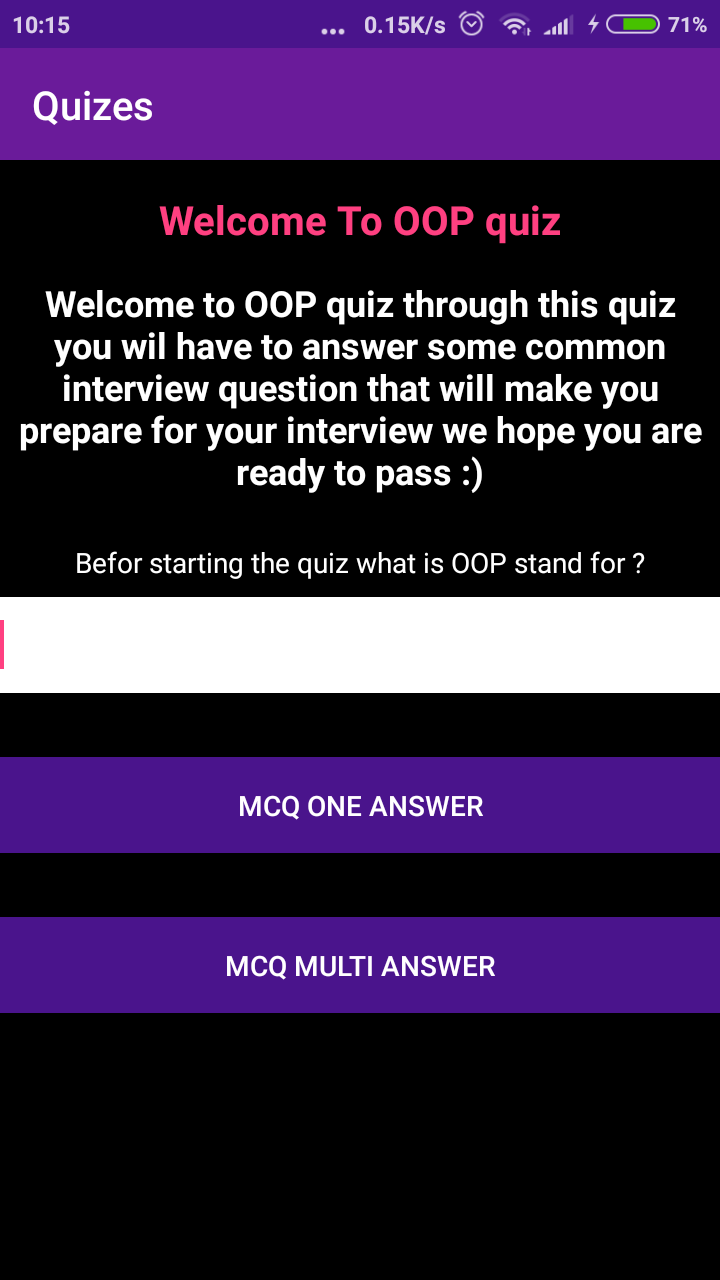 10:15 ... 0.15K/s 71%
Quizes
Welcome To OOP quiz
Welcome to OOP quiz through this quiz
you wil have to answer some common
interview question that will make you
prepare for your interview we hope you are
ready to pass :)
Befor starting the quiz what is OOP stand for ?
MCQ ONE ANSWER
MCQ MULTI ANSWER